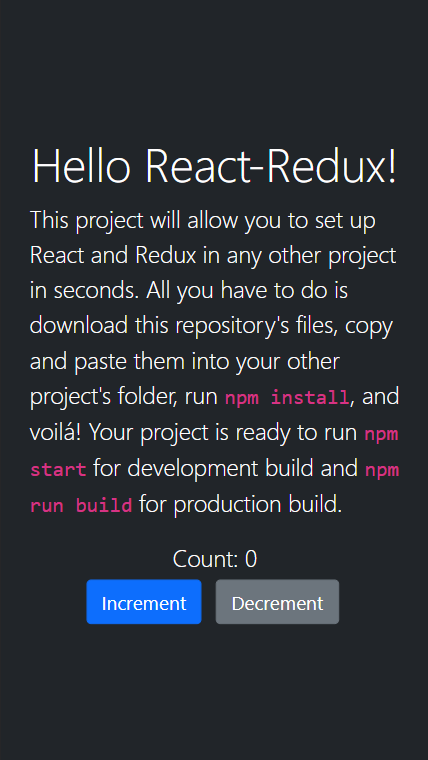 Hello React-Redux!
This project will allow you to set up
React and Redux in any other project
in seconds. All you have to do is
download this repository's files, copy
and paste them into your other
project's folder, run npm install, and
voilá! Your project is ready to run npm
start for development build and npm
run build for production build.
Count: 0
Increment Decrement